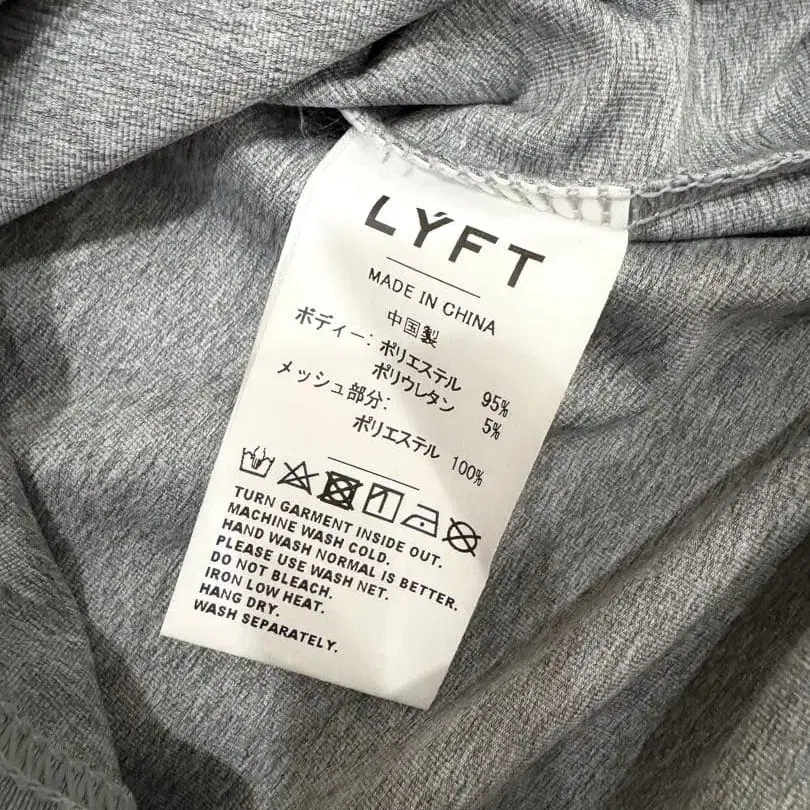 LÝFT
MADE IN CHINA
中国製
ボディー: ポリエステル 95%
ポリウレタン 5%
メッシュ部分:
ポリエステル 100%
TURN GARMENT INSIDE OUT.
MACHINE WASH COLD.
HAND WASH NORMAL IS BETTER.
PLEASE USE WASH NET.
DO NOT BLEACH.
IRON LOW HEAT.
HANG DRY.
WASH SEPARATELY.